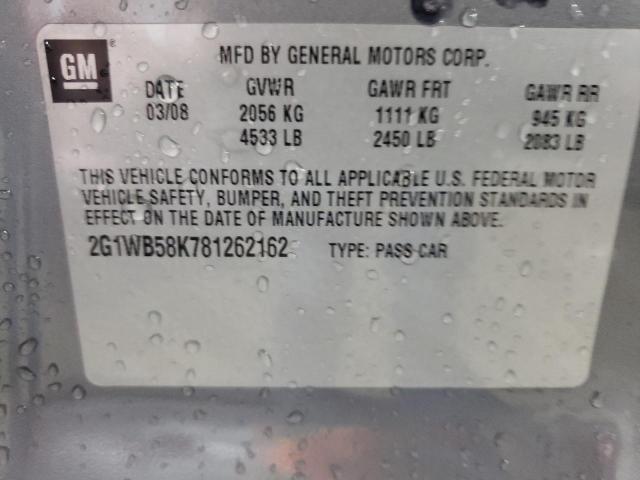 GM®
MFD BY GENERAL MOTORS CORP.
DATE GVWR GAWR FRT GAWR RR
03/08 2056 KG 1111 KG 945 KG
4533 LB 2450 LB 2083 LB
THIS VEHICLE CONFORMS TO ALL APPLICABLE U.S. FEDERAL MOTOR
VEHICLE SAFETY, BUMPER, AND THEFT PREVENTION STANDARDS IN
EFFECT ON THE DATE OF MANUFACTURE SHOWN ABOVE.
2G1WB58K781262162 TYPE: PASS CAR